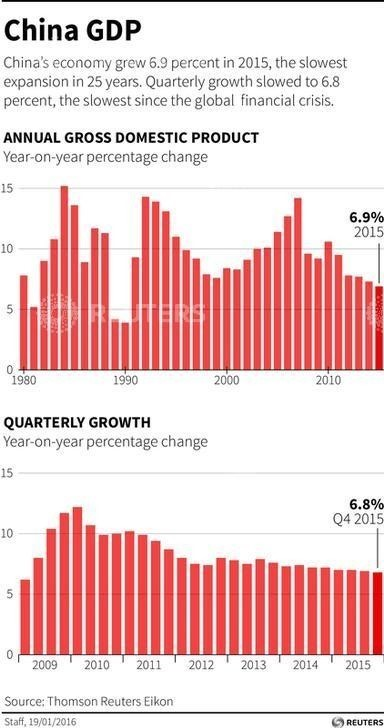 China GDP
China's economy grew 6.9 percent in 2015, the slowest
expansion in 25 years. Quarterly growth slowed to 6.8
percent, the slowest since the global financial crisis.
ANNUAL GROSS DOMESTIC PRODUCT
Year-on-year percentage change
15
6.9%
2015
10
5
REUTERS
0
1980 1990 2000 2010
QUARTERLY GROWTH
Year-on-year percentage change
15
6.8%
Q4 2015
10
5
0
2009 2010 2011 2012 2013 2014 2015
Source: Thomson Reuters Eikon
Staff, 19/01/2016 REUTERS